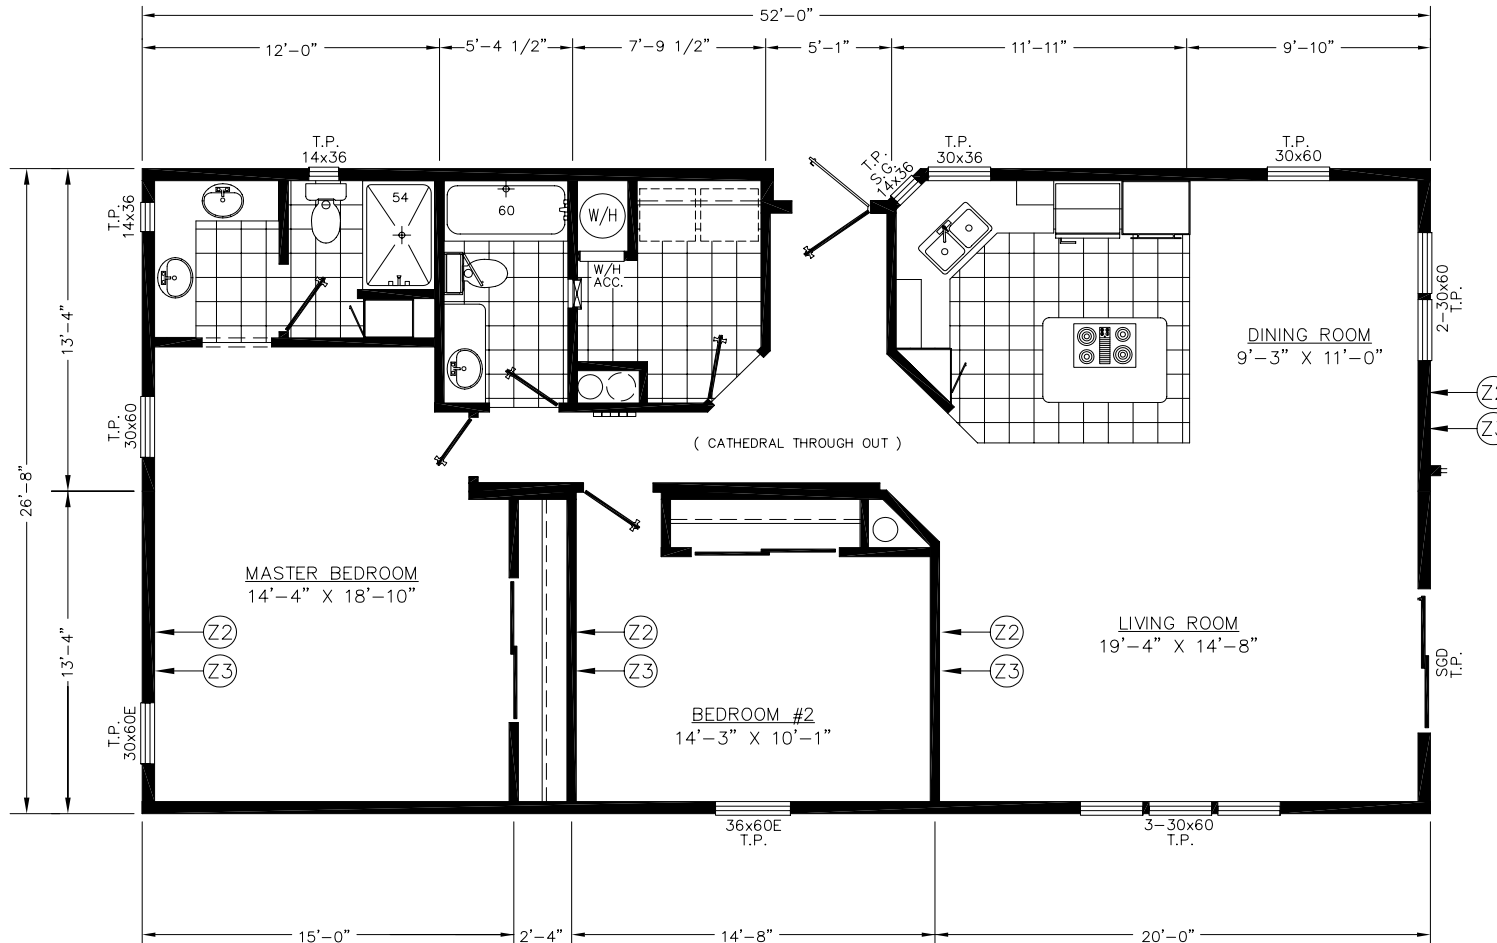 52'-0"
12'-0"
5'-4 1/2"
7'-9 1/2"
5'-1"
11'-11"
9'-10"
T.P.
14x36
T.P.
S.G.
14x36
T.P.
30x36
T.P.
30x60
T.P.
14x36
54
60
W/H
W/H
ACC.
26'-8"
13'-4"
2-30x60
T.P.
DINING ROOM
9'-3" X 11'-0"
T.P.
30x60
( CATHEDRAL THROUGH OUT )
MASTER BEDROOM
14'-4" X 18'-10"
13'-4"
Z2
Z3
Z2
Z3
Z2
Z3
LIVING ROOM
19'-4" X 14'-8"
SGD
T.P.
T.P.
30x60E
BEDROOM #2
14'-3" X 10'-1"
36x60E
T.P.
3-30x60
T.P.
15'-0"
2'-4"
14'-8"
20'-0"